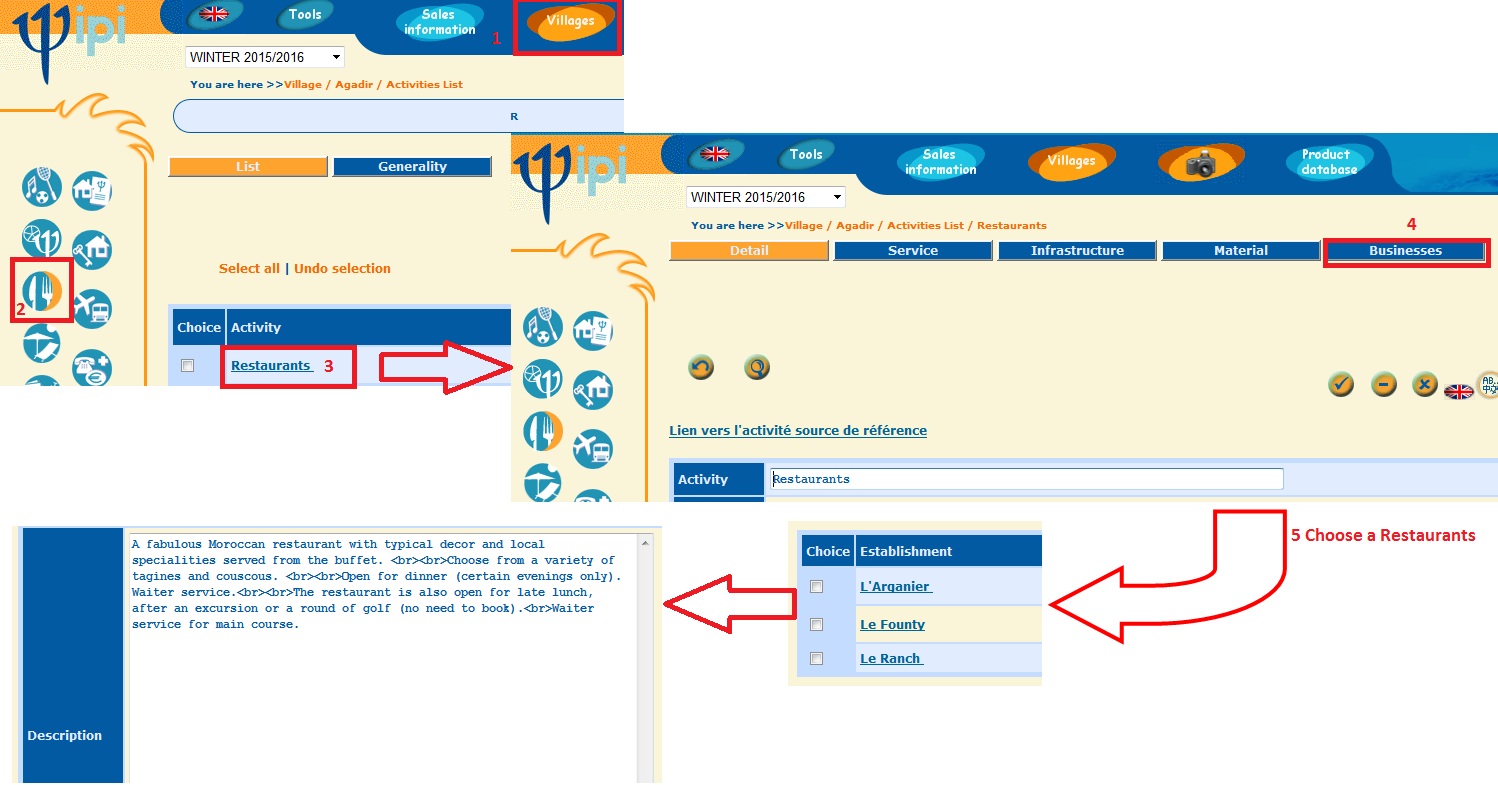 ipi
Tools
Sales
information
1
Villages
WINTER 2015/2016
You are here >>Village / Agadir / Activities List
R
List
Generality
Select all | Undo selection
2
Choice
Activity
Restaurants
3
ipi
Tools
Sales
information
Villages
Product
database
WINTER 2015/2016
You are here >>Village / Agadir / Activities List / Restaurants
4
Detail
Service
Infrastructure
Material
Businesses
Lien vers l'activité source de référence
Activity
Restaurants
5 Choose a Restaurants
Choice
Establishment
L'Arganier
Le Founty
Le Ranch
Description
A fabulous Moroccan restaurant with typical decor and local
specialities served from the buffet. <br><br>Choose from a variety of
tagines and couscous. <br><br>Open for dinner (certain evenings only).
Waiter service.<br><br>The restaurant is also open for late lunch,
after an excursion or a round of golf (no need to book).<br>Waiter
service for main course.